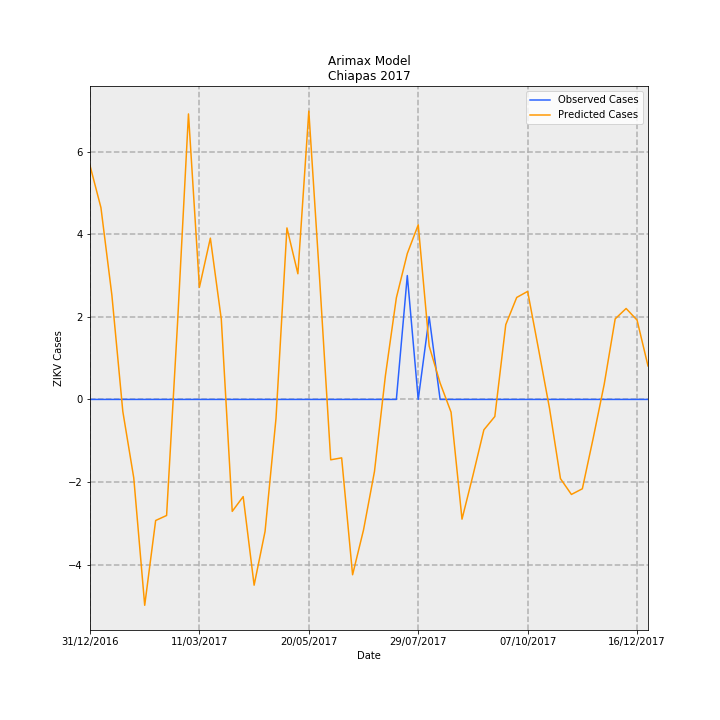 Arimax Model
Chiapas 2017
Observed Cases
Predicted Cases
6
4
2
0
−2
−4
ZIKV Cases
31/12/2016 11/03/2017 20/05/2017 29/07/2017 07/10/2017 16/12/2017
Date